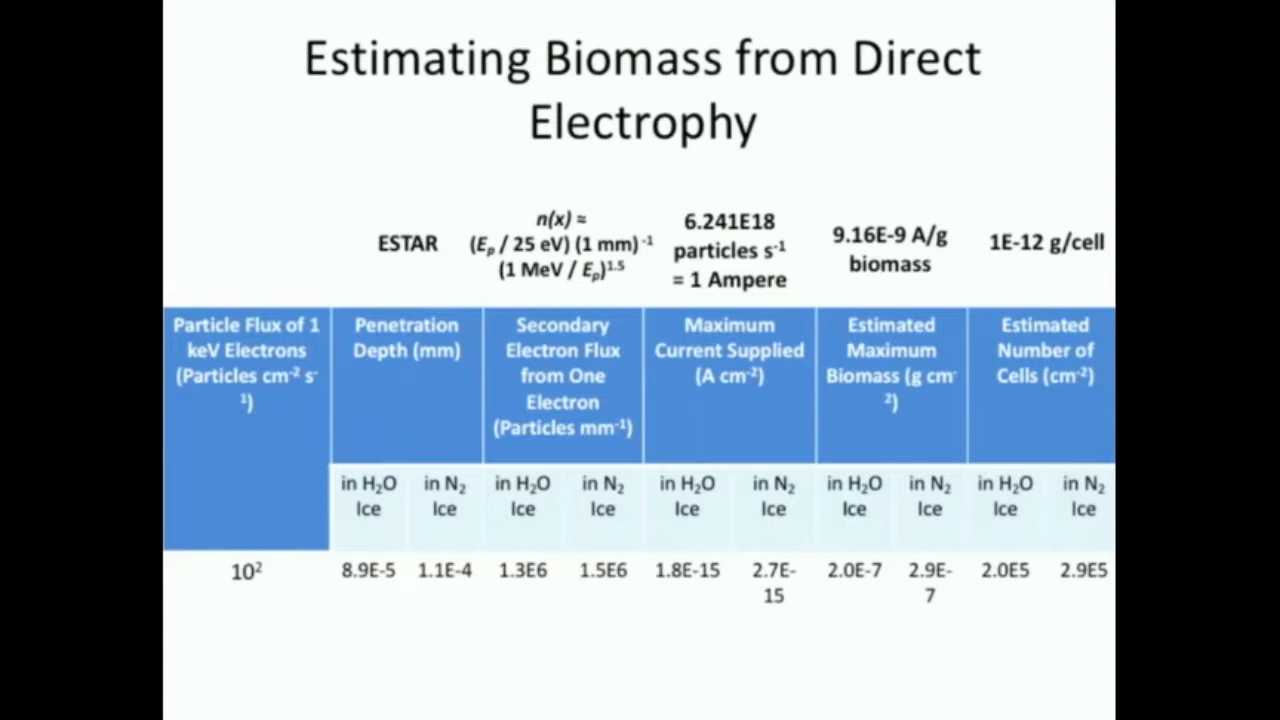 Estimating Biomass from Direct
Electrophy
ESTAR
n(x) ≈
(Eₚ / 25 eV) (1 mm)⁻¹
(1 MeV / Eₚ)¹·⁵
6.241E18
particles s⁻¹
= 1 Ampere
9.16E-9 A/g
biomass
1E-12 g/cell
Particle Flux of 1
keV Electrons
(Particles cm⁻² s⁻
¹)
Penetration
Depth (mm)
Secondary
Electron Flux
from One
Electron
(Particles mm⁻¹)
Maximum
Current Supplied
(A cm⁻²)
Estimated
Maximum
Biomass (g cm⁻
²)
Estimated
Number of
Cells (cm⁻²)
in H₂O
Ice
in N₂
Ice
in H₂O
Ice
in N₂
Ice
in H₂O
Ice
in N₂
Ice
in H₂O
Ice
in N₂
Ice
in H₂O
Ice
in N₂
Ice
10²
8.9E-5
1.1E-4
1.3E6
1.5E6
1.8E-15
2.7E-
15
2.0E-7
2.9E-
7
2.0E5
2.9E5